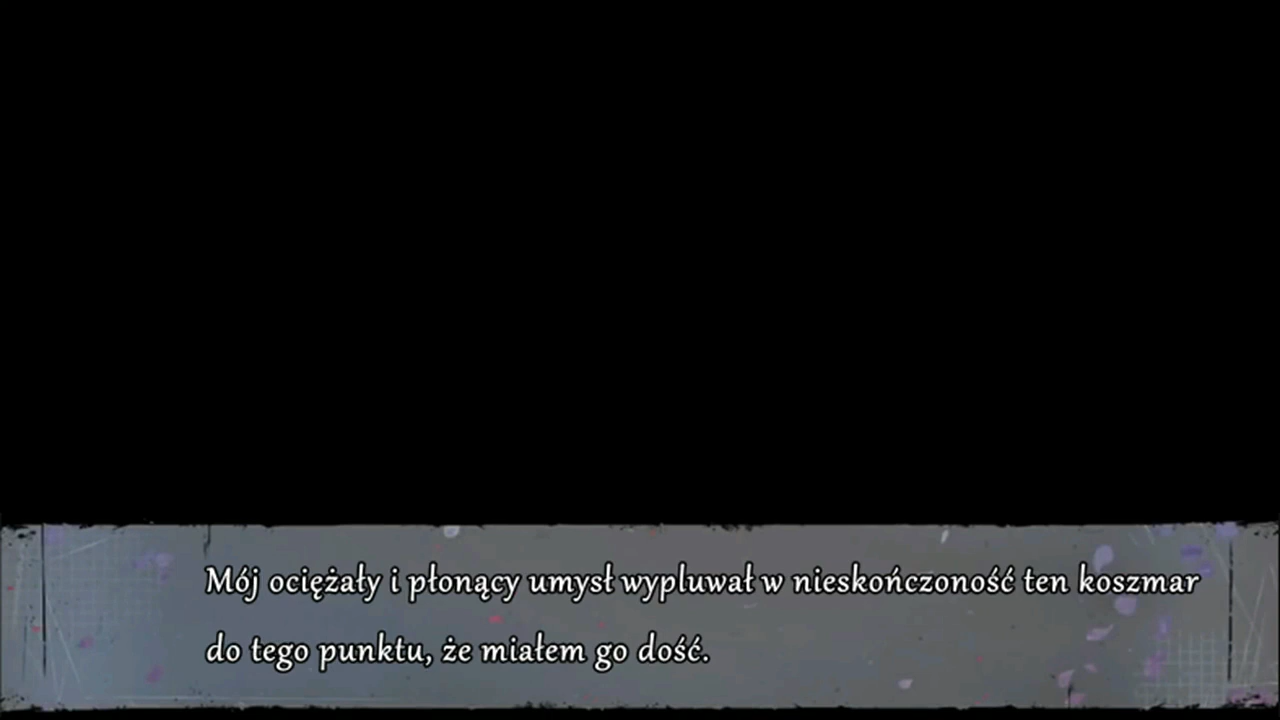 Mój ociężały i płonący umysł wypluwał w nieskończoność ten koszmar
do tego punktu, że miałem go dość.